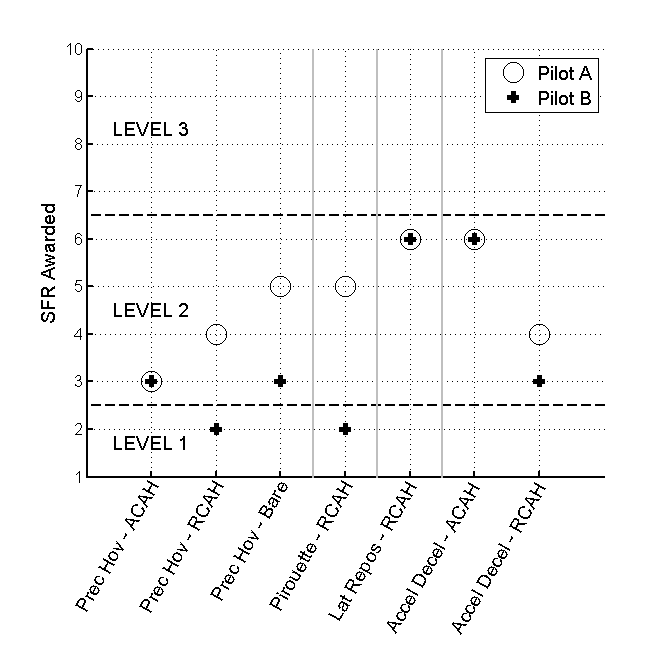 10
9
8
7
6
5
4
3
2
1
SFR Awarded
LEVEL 3
LEVEL 2
LEVEL 1
Pilot A
Pilot B
Prec Hov - ACAH
Prec Hov - RCAH
Prec Hov - Bare
Pirouette - RCAH
Lat Repos - RCAH
Accel Decel - ACAH
Accel Decel - RCAH